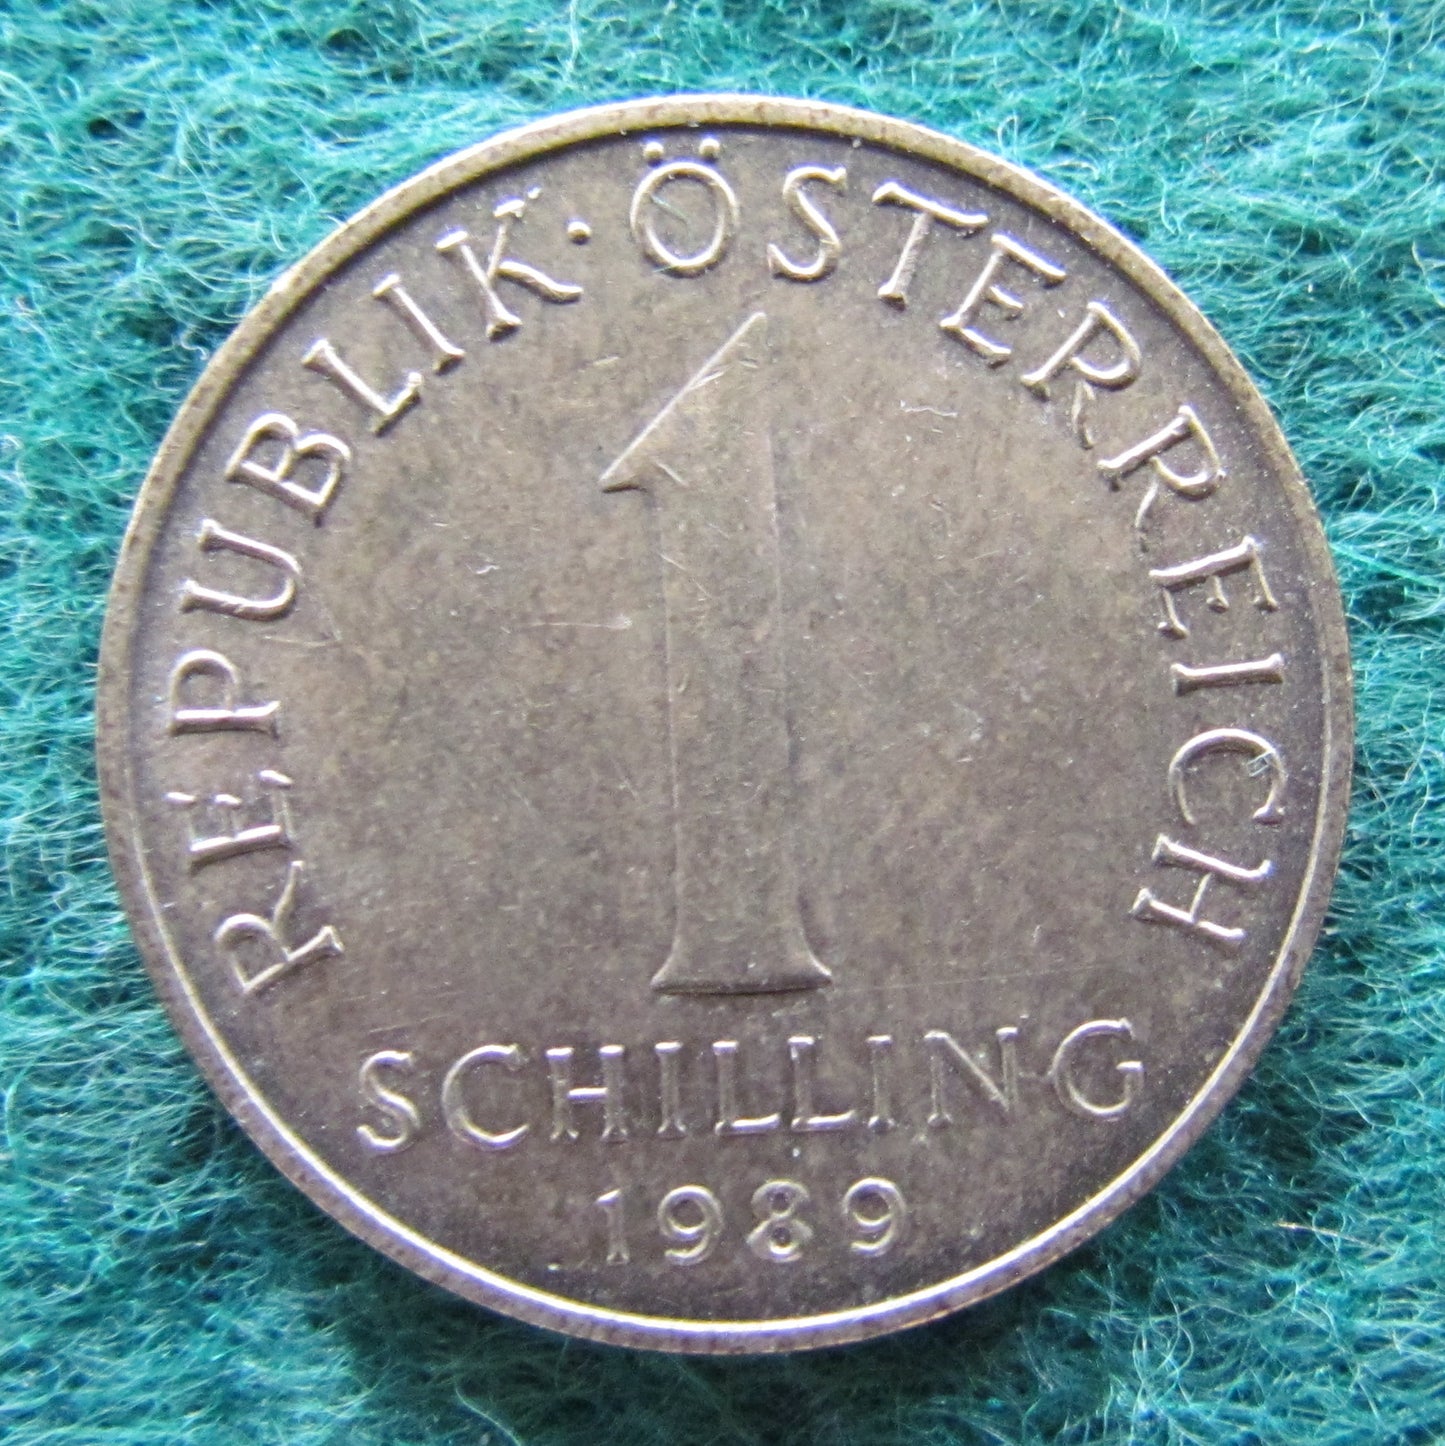 REPUBLIK · ÖSTERREICH
1
SCHILLING
1989